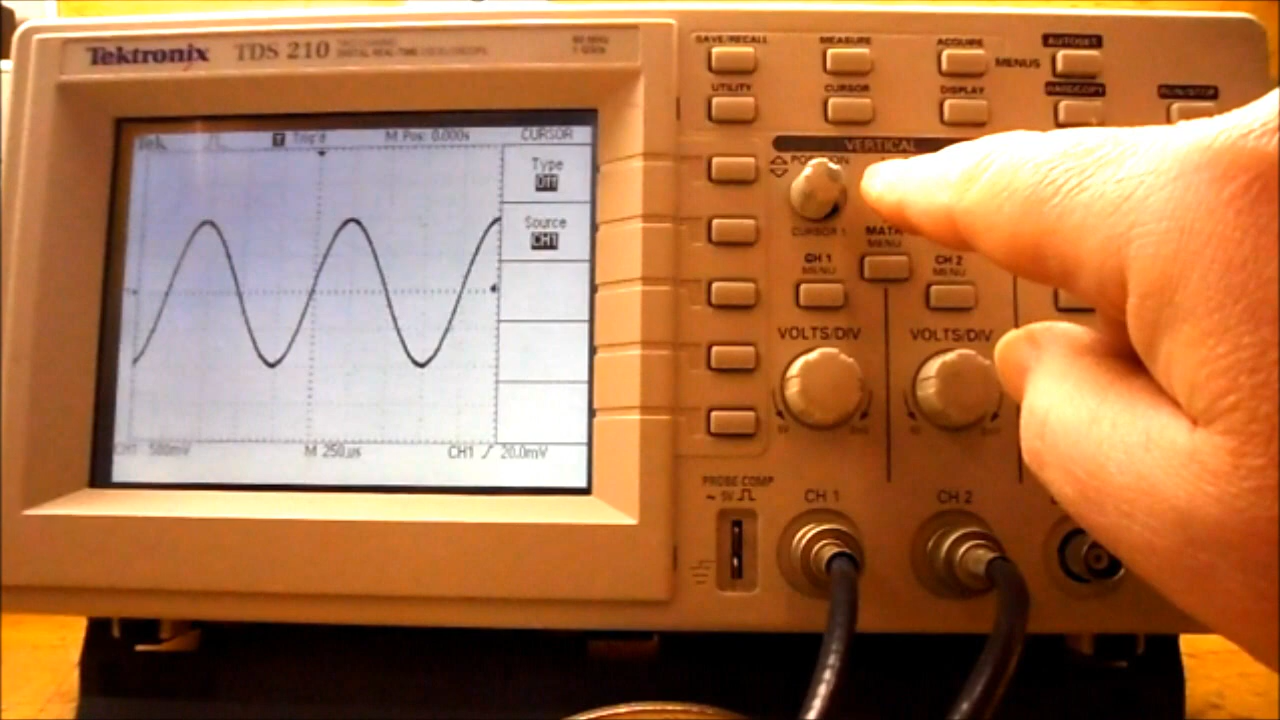 Tektronix TDS 210
SAVE/RECALL MEASURE ACQUIRE AUTOSET
MENUS
UTILITY CURSOR DISPLAY HARDCOPY RUN/STOP
Tek T Trig'd M Pos: 0.000s CURSOR
Type
Off
Source
CH1
CH1 500mV M 250µs CH1 20.0mV
VERTICAL
CURSOR 1
MATH
MENU
CH 1
MENU
CH 2
MENU
VOLTS/DIV VOLTS/DIV
PROBE COMP
~ 5V
CH 1 CH 2